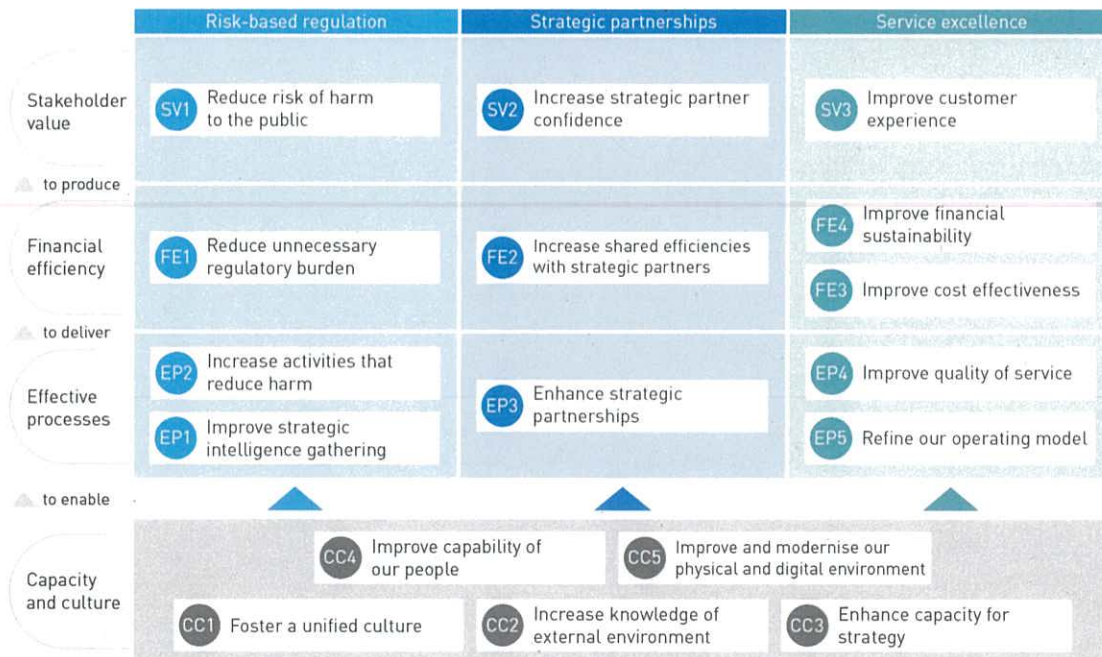 Risk-based regulation
Strategic partnerships
Service excellence
Stakeholder
value
SV1
Reduce risk of harm
to the public
SV2
Increase strategic partner
confidence
SV3
Improve customer
experience
to produce
Financial
efficiency
FE1
Reduce unnecessary
regulatory burden
FE2
Increase shared efficiencies
with strategic partners
FE4
Improve financial
sustainability
FE3
Improve cost effectiveness
to deliver
Effective
processes
EP2
Increase activities that
reduce harm
EP1
Improve strategic
intelligence gathering
EP3
Enhance strategic
partnerships
EP4
Improve quality of service
EP5
Refine our operating model
to enable
Capacity
and culture
CC4
Improve capability of
our people
CC5
Improve and modernise our
physical and digital environment
CC1
Foster a unified culture
CC2
Increase knowledge of
external environment
CC3
Enhance capacity for
strategy